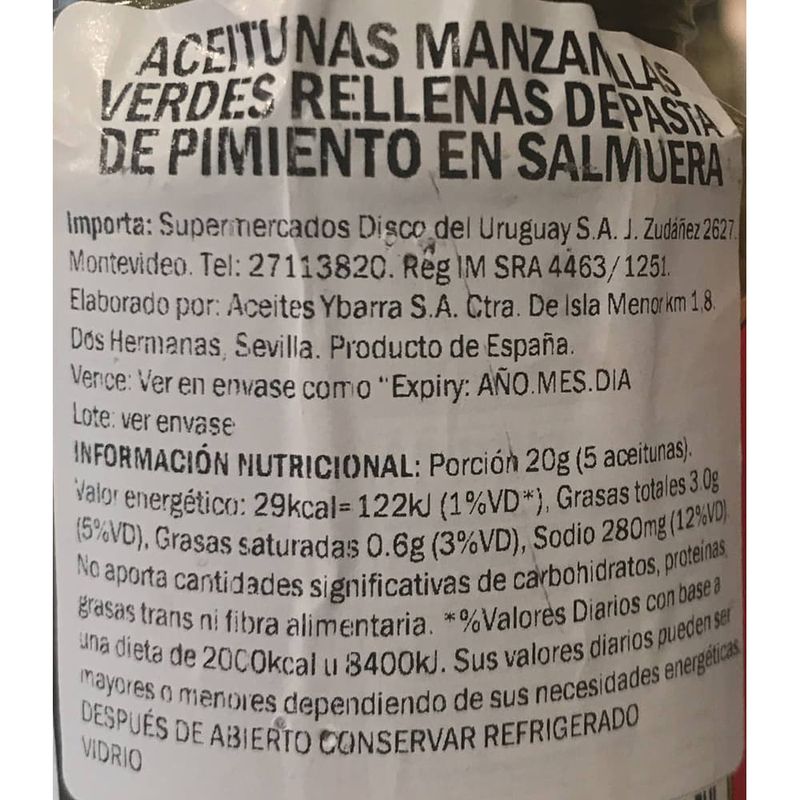 ACEITUNAS MANZANILLAS
VERDES RELLENAS DE PASTA
DE PIMIENTO EN SALMUERA
Importa: Supermercados Disco del Uruguay S.A. J. Zudáñez 2627.
Montevideo. Tel: 27113820. Reg IM SRA 4463/1251.
Elaborado por: Aceites Ybarra S.A. Ctra. De Isla Menor km 1,8.
Dos Hermanas, Sevilla. Producto de España.
Vence: Ver en envase como "Expiry: AÑO.MES.DIA
Lote: ver envase
INFORMACIÓN NUTRICIONAL: Porción 20g (5 aceitunas).
Valor energético: 29kcal= 122kJ (1%VD*), Grasas totales 3.0g
(5%VD), Grasas saturadas 0.6g (3%VD), Sodio 280mg (12%VD)
No aporta cantidades significativas de carbohidratos, proteínas,
grasas trans ni fibra alimentaria. *%Valores Diarios con base a
una dieta de 2000kcal u 8400kJ. Sus valores diarios pueden ser
mayores o menores dependiendo de sus necesidades energéticas.
DESPUÉS DE ABIERTO CONSERVAR REFRIGERADO
VIDRIO